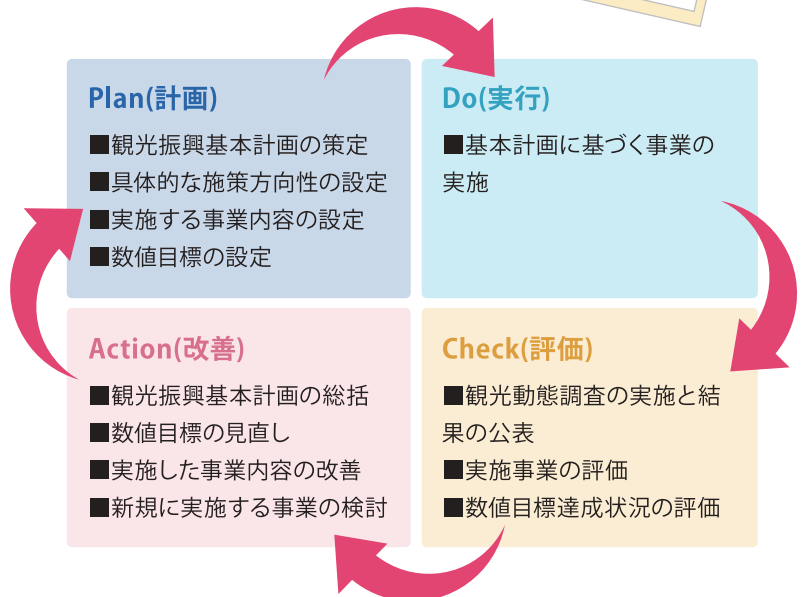 Plan(計画)
■観光振興基本計画の策定
■具体的な施策方向性の設定
■実施する事業内容の設定
■数値目標の設定
Do(実行)
■基本計画に基づく事業の
実施
Action(改善)
■観光振興基本計画の総括
■数値目標の見直し
■実施した事業内容の改善
■新規に実施する事業の検討
Check(評価)
■観光動態調査の実施と結
果の公表
■実施事業の評価
■数値目標達成状況の評価